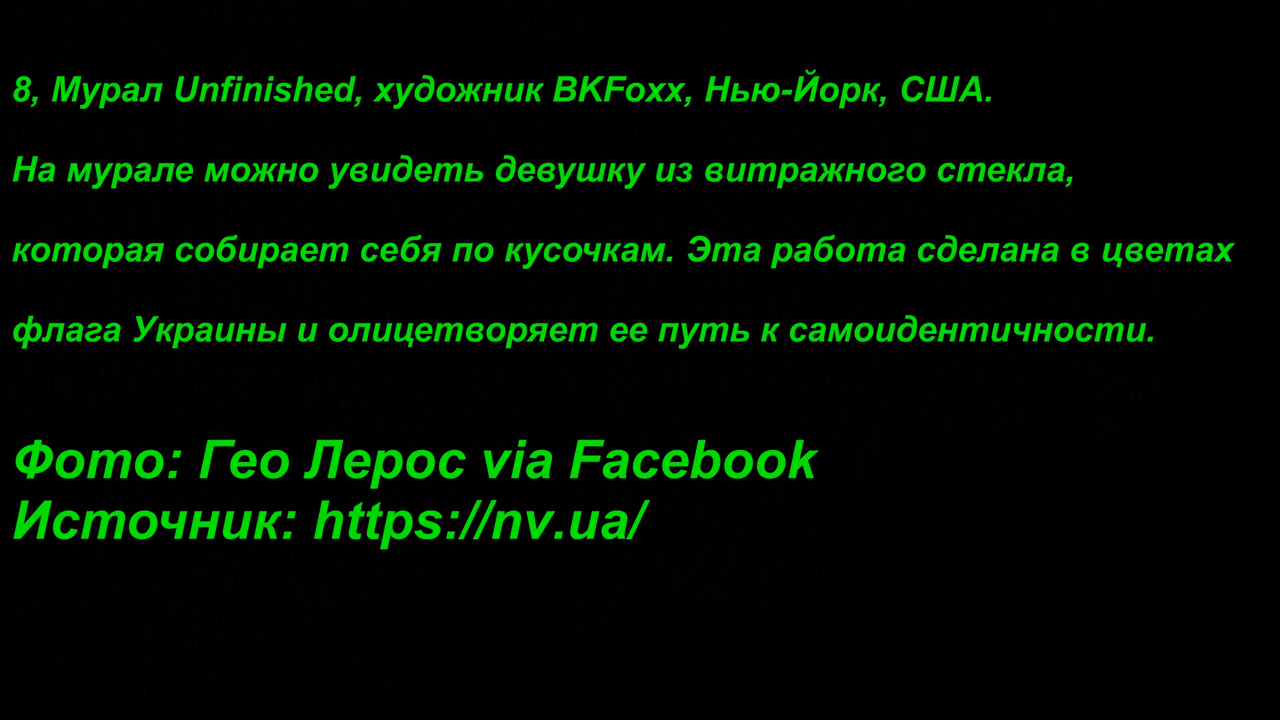 8, Мурал Unfinished, художник BKFoxx, Нью-Йорк, США.
На мурале можно увидеть девушку из витражного стекла,
которая собирает себя по кусочкам. Эта работа сделана в цветах
флага Украины и олицетворяет ее путь к самоидентичности.
Фото: Гео Лерос via Facebook
Источник: https://nv.ua/